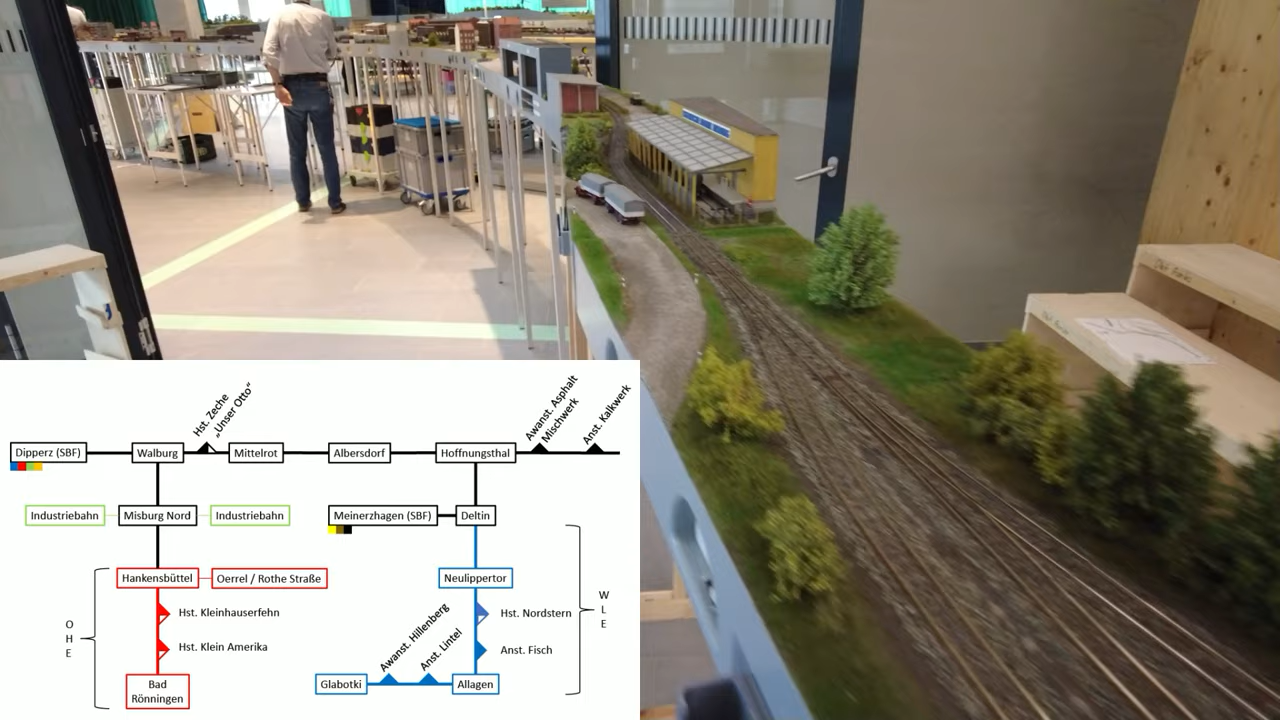 Hst. Zeche
„Unser Otto“
Awanst. Asphalt
Mischwerk
Anst. Kalkwerk
Dipperz (SBF)
Walburg
Mittelrot
Albersdorf
Hoffnungsthal
Industriebahn
Misburg Nord
Industriebahn
Meinerzhagen (SBF)
Deltin
Hankensbüttel
Oerrel / Rothe Straße
Neulippertor
O
H
E
Hst. Kleinhauserfehn
Hst. Klein Amerika
Bad
Rönningen
W
L
E
Hst. Nordstern
Anst. Fisch
Awanst. Hillenberg
Anst. Lintel
Glabotki
Allagen